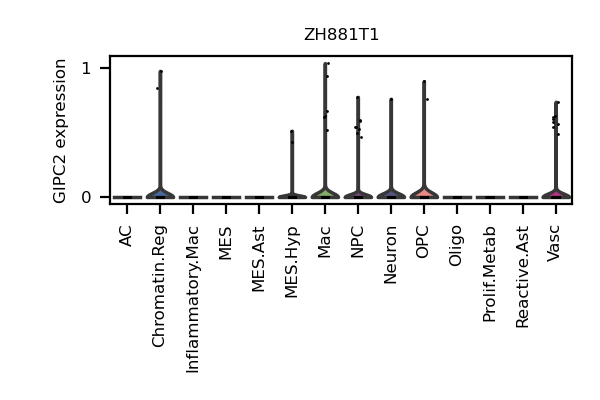 ZH881T1
GIPC2 expression
1
0
AC
Chromatin.Reg
Inflammatory.Mac
MES
MES.Ast
MES.Hyp
Mac
NPC
Neuron
OPC
Oligo
Prolif.Metab
Reactive.Ast
Vasc